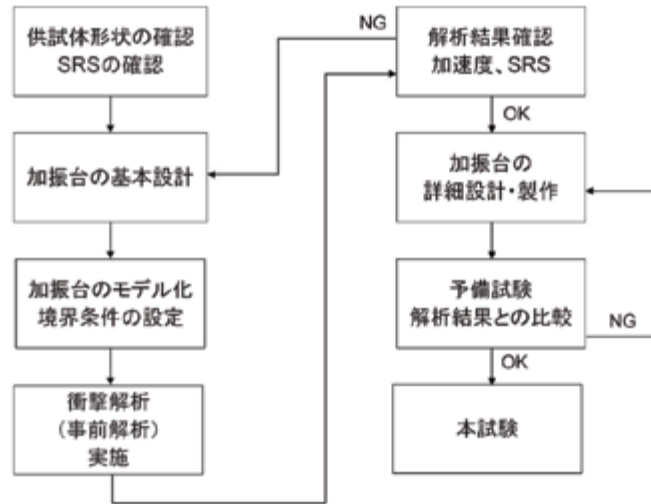 供試体形状の確認
SRSの確認
加振台の基本設計
加振台のモデル化
境界条件の設定
衝撃解析
（事前解析）
実施
NG
解析結果確認
加速度、SRS
OK
加振台の
詳細設計・製作
予備試験
解析結果との比較
NG
OK
本試験